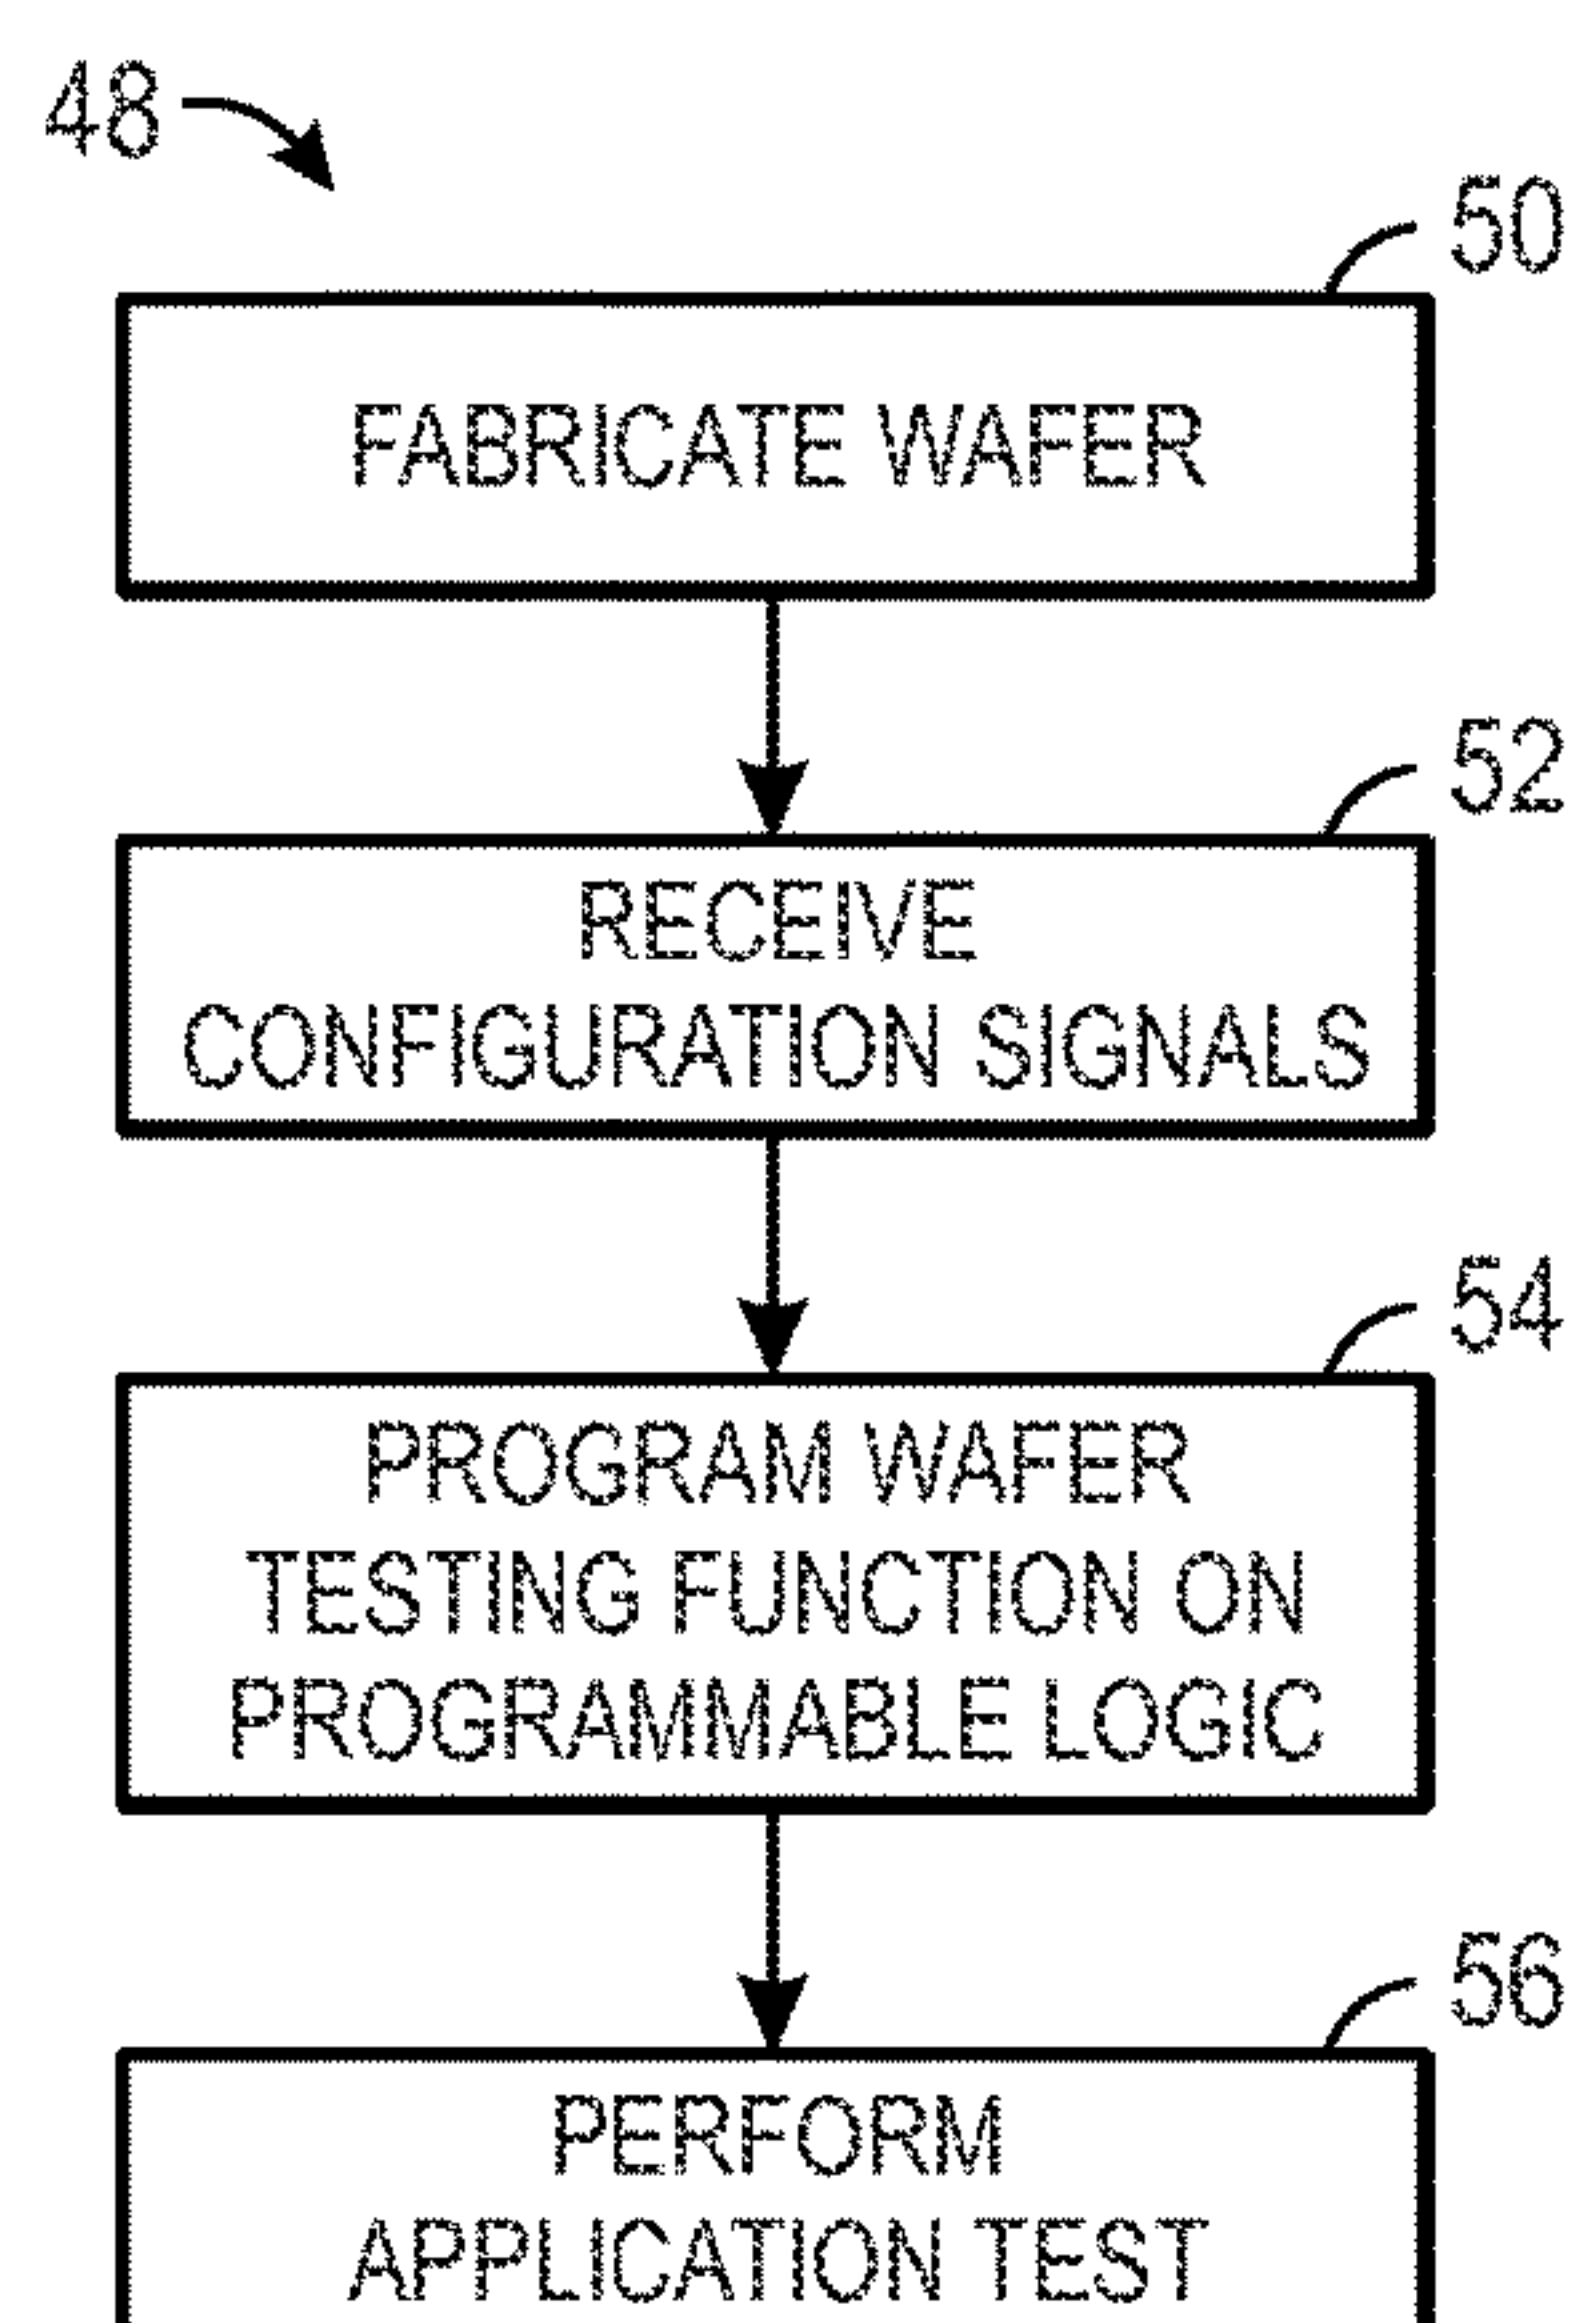 48
50
FABRICATE WAFER
52
RECEIVE
CONFIGURATION SIGNALS
54
PROGRAM WAFER
TESTING FUNCTION ON
PROGRAMMABLE LOGIC
56
PERFORM
APPLICATION TEST